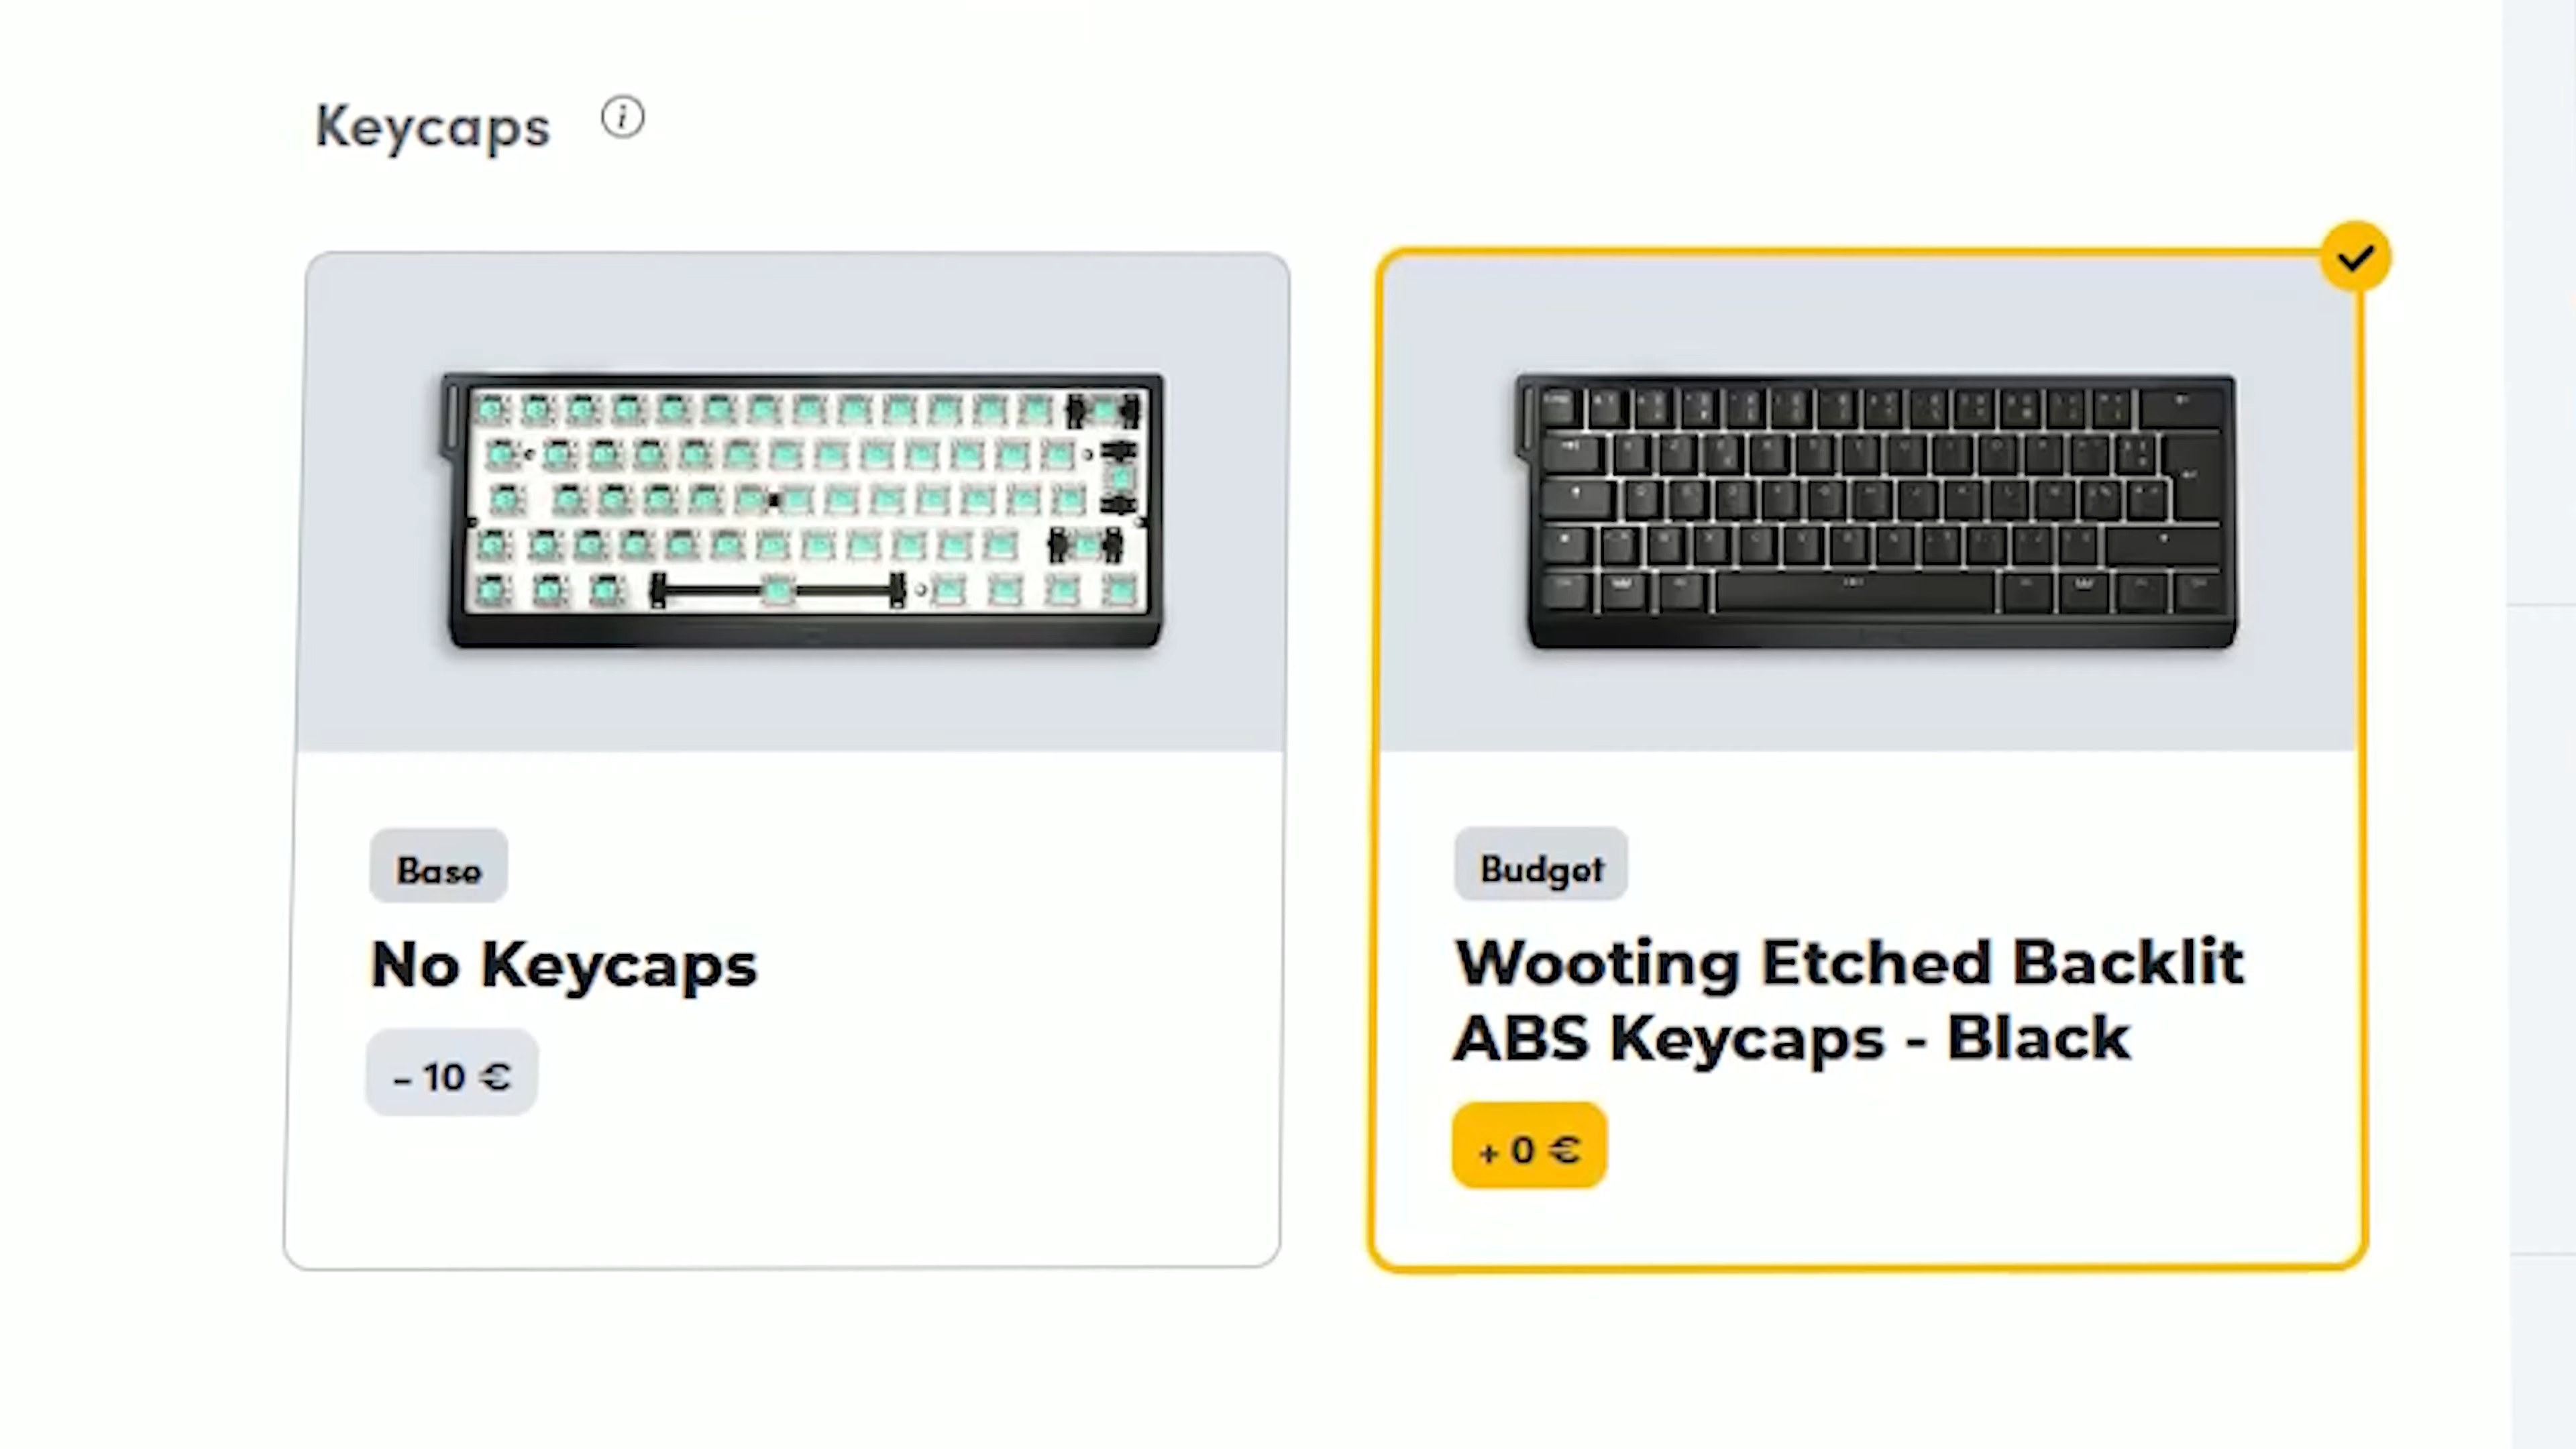 Keycaps
Base
No Keycaps
- 10 €
Budget
Wooting Etched Backlit
ABS Keycaps - Black
+ 0 €